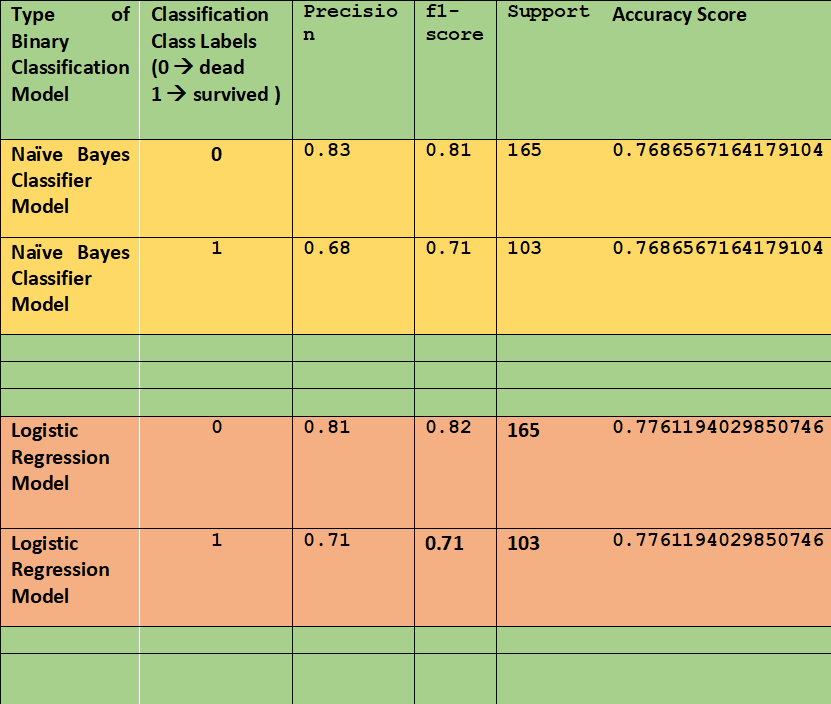 Type of Binary Classification Model
Classification Class Labels (0 → dead 1 → survived )
Precision
f1-score
Support
Accuracy Score
Naïve Bayes Classifier Model
0
0.83
0.81
165
0.7686567164179104
Naïve Bayes Classifier Model
1
0.68
0.71
103
0.7686567164179104
Logistic Regression Model
0
0.81
0.82
165
0.7761194029850746
Logistic Regression Model
1
0.71
0.71
103
0.7761194029850746